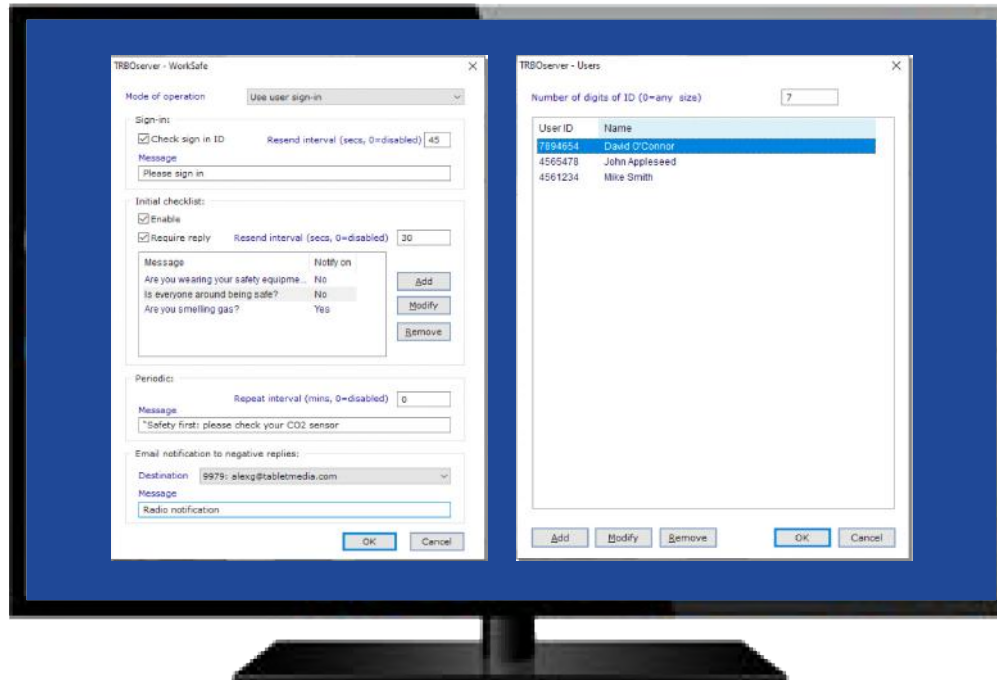 TRBOserver - WorkSafe
Mode of operation Use user sign-in
Sign-in:
Check sign in ID Resend interval (secs, 0=disabled) 45
Message
Please sign in
Initial checklist:
Enable
Require reply Resend interval (secs, 0=disabled) 30
Message Notify on
Are you wearing your safety equipme... No
Is everyone around being safe? No
Are you smelling gas? Yes
Add
Modify
Remove
Periodic:
Repeat interval (mins, 0=disabled) 0
Message
"Safety first: please check your CO2 sensor
Email notification to negative replies:
Destination 9979: alexg@tabletmedia.com
Message
Radio notification
OK Cancel
TRBOserver - Users
Number of digits of ID (0=any size) 7
User ID Name
7894654 David O'Connor
4565478 John Appleseed
4561234 Mike Smith
Add Modify Remove OK Cancel